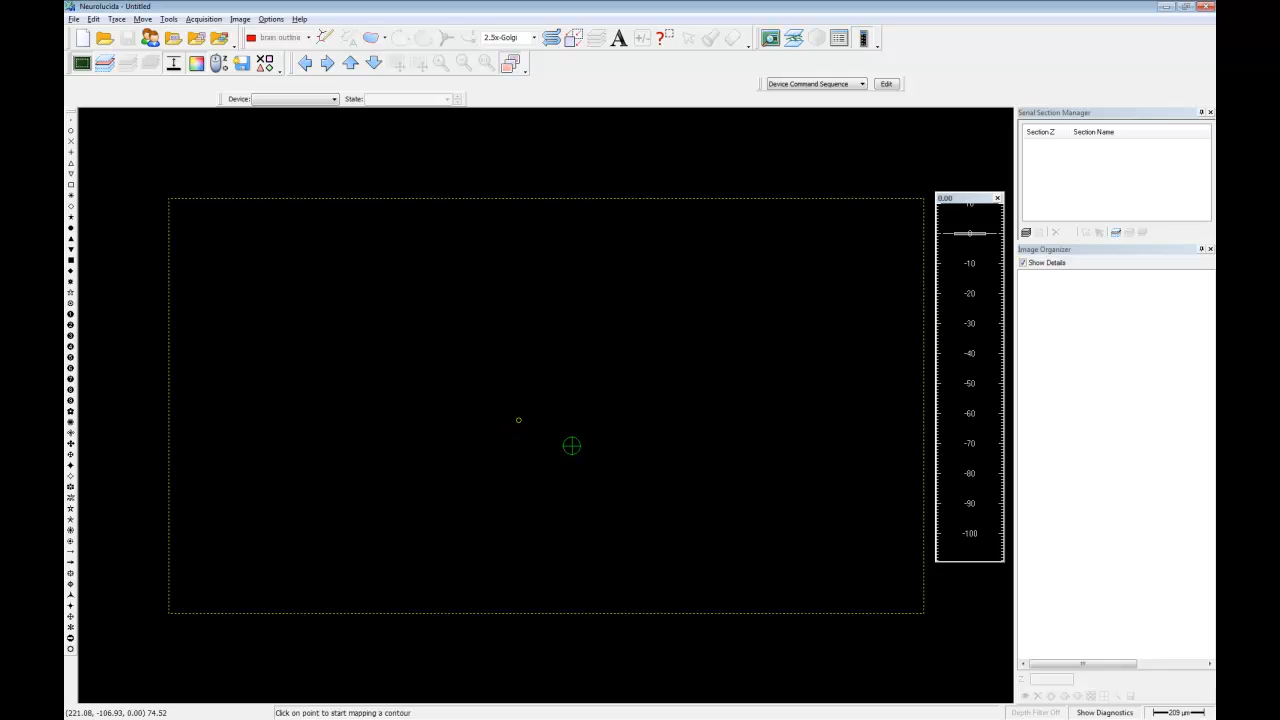 Neurolucida - Untitled
File Edit Trace Move Tools Acquisition Image Options Help
brain outline
2.5x-Golgi
Device Command Sequence
Edit
Device:
State:
Serial Section Manager
Section Z Section Name
0.00
10
0
-10
-20
-30
-40
-50
-60
-70
-80
-90
-100
Image Organizer
Show Details
Z
(221.08, -106.93, 0.00) 74.52
Click on point to start mapping a contour
Depth Filter Off
Show Diagnostics
209 µm